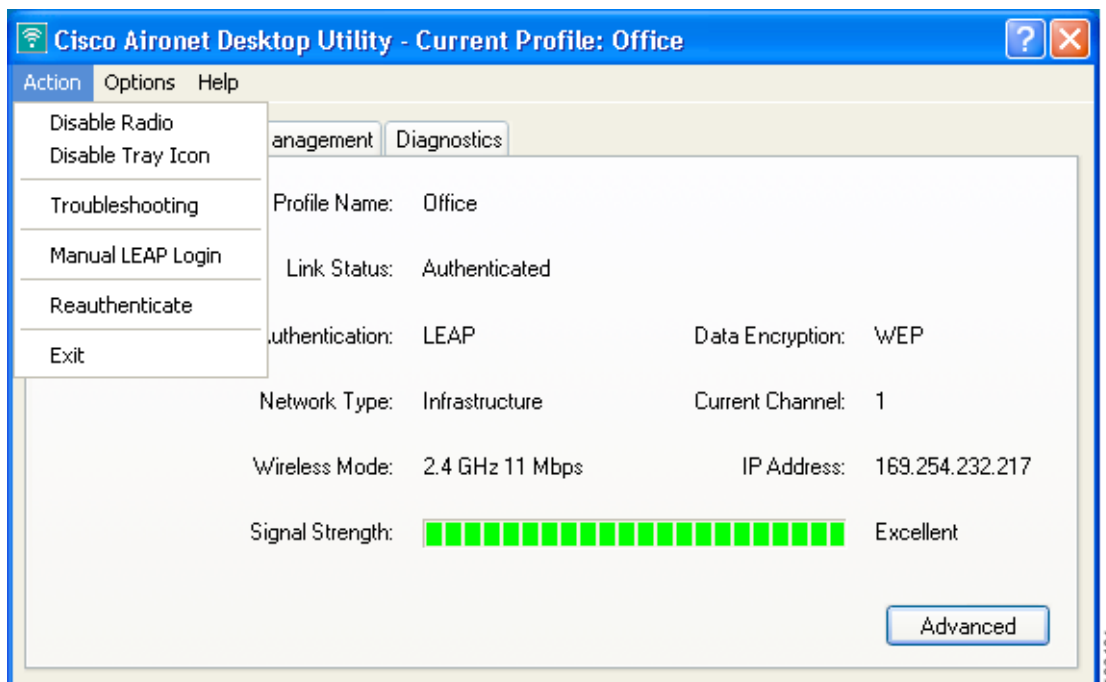 Cisco Aironet Desktop Utility - Current Profile: Office
Action Options Help
Disable Radio
Disable Tray Icon
Troubleshooting
Manual LEAP Login
Reauthenticate
Exit
anagement Diagnostics
Profile Name: Office
Link Status: Authenticated
uthentication: LEAP Data Encryption: WEP
Network Type: Infrastructure Current Channel: 1
Wireless Mode: 2.4 GHz 11 Mbps IP Address: 169.254.232.217
Signal Strength: Excellent
Advanced